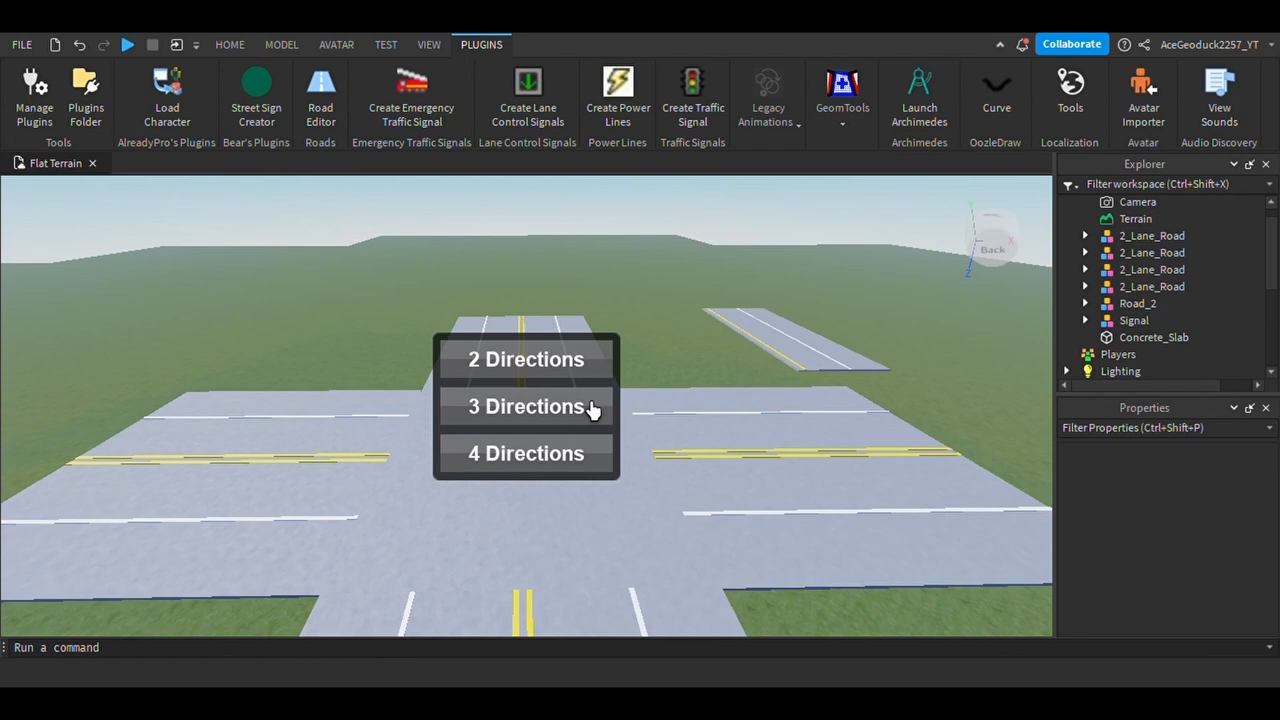 FILE HOME MODEL AVATAR TEST VIEW PLUGINS Collaborate AceGeoduck2257_YT
Manage Plugins
Plugins Folder
Load Character
Street Sign Creator
Road Editor
Create Emergency Traffic Signal
Create Lane Control Signals
Create Power Lines
Create Traffic Signal
Legacy Animations
GeomTools
Launch Archimedes
Curve
Tools
Avatar Importer
View Sounds
Tools AlreadyPro's Plugins Bear's Plugins Roads Emergency Traffic Signals Lane Control Signals Power Lines Traffic Signals Archimedes OozleDraw Localization Avatar Audio Discovery
Flat Terrain
Explorer
Filter workspace (Ctrl+Shift+X)
Camera
Terrain
2_Lane_Road
2_Lane_Road
2_Lane_Road
2_Lane_Road
Road_2
Signal
Concrete_Slab
Players
Lighting
Properties
Filter Properties (Ctrl+Shift+P)
Back
X
Z
2 Directions
3 Directions
4 Directions
Run a command